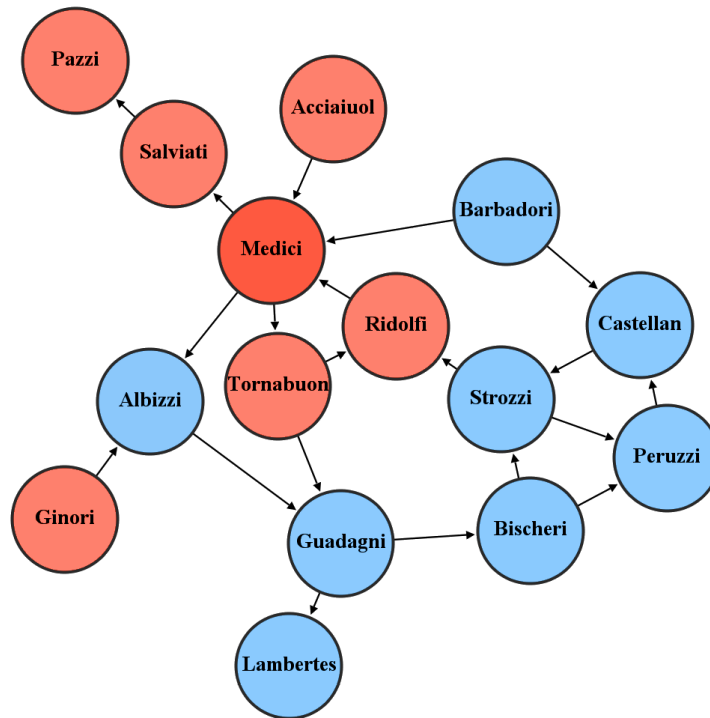 Pazzi
Acciaiuol
Salviati
Barbadori
Medici
Ridolfi
Castellan
Tornabuon
Albizzi
Strozzi
Peruzzi
Ginori
Bischeri
Guadagni
Lambertes